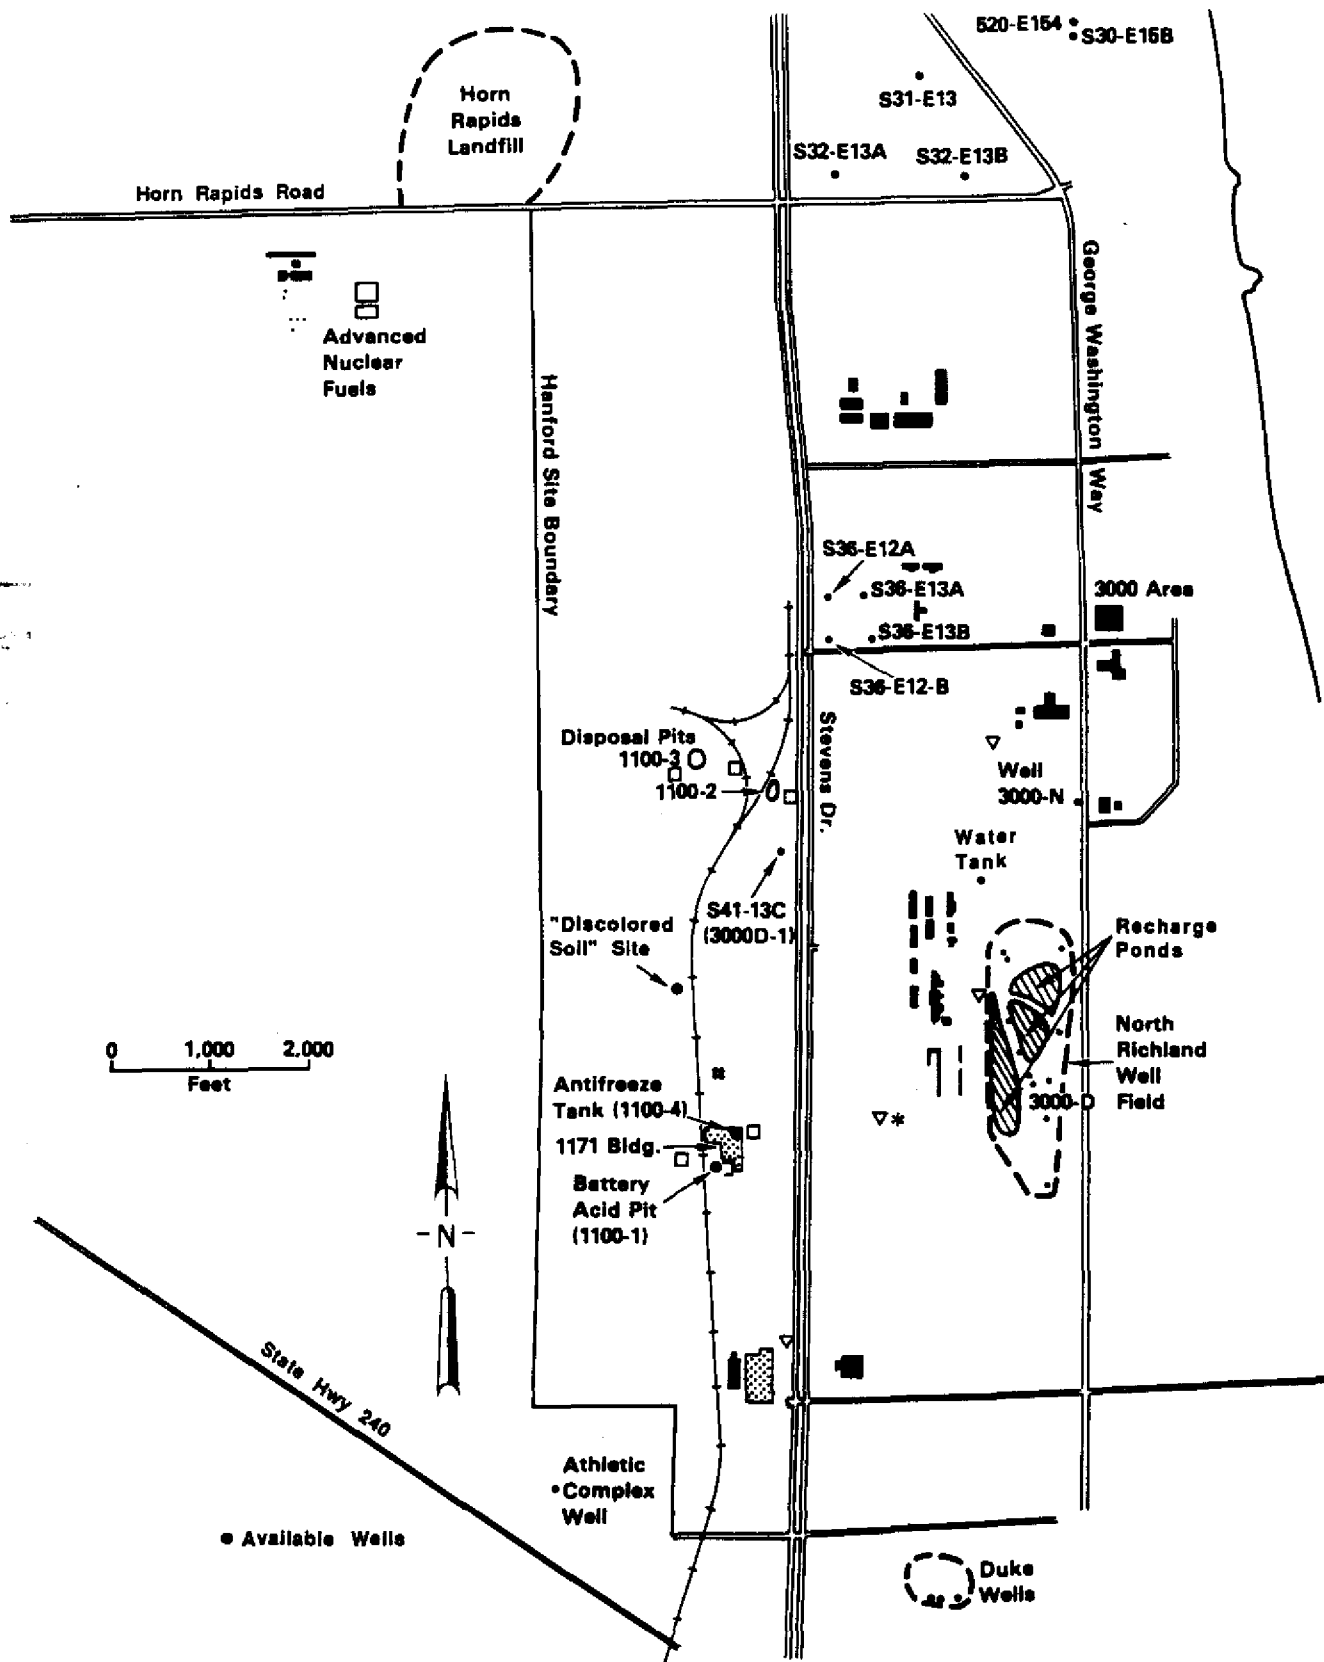 520-E154
S30-E15B
S31-E13
Horn
Rapids
Landfill
S32-E13A
S32-E13B
Horn Rapids Road
George Washington Way
Advanced
Nuclear
Fuels
Hanford Site Boundary
S36-E12A
S36-E13A
3000 Area
S36-E13B
S36-E12-B
Stevens Dr.
Disposal Pits
1100-3
1100-2
Well
3000-N
Water
Tank
S41-13C
(3000D-1)
"Discolored
Soil" Site
Recharge
Ponds
North
Richland
Well
Field
3000-D
0 1,000 2,000
Feet
Antifreeze
Tank (1100-4)
1171 Bldg.
Battery
Acid Pit
(1100-1)
*
-N-
State Hwy 240
Athletic
Complex
Well
Available Wells
Duke
Wells